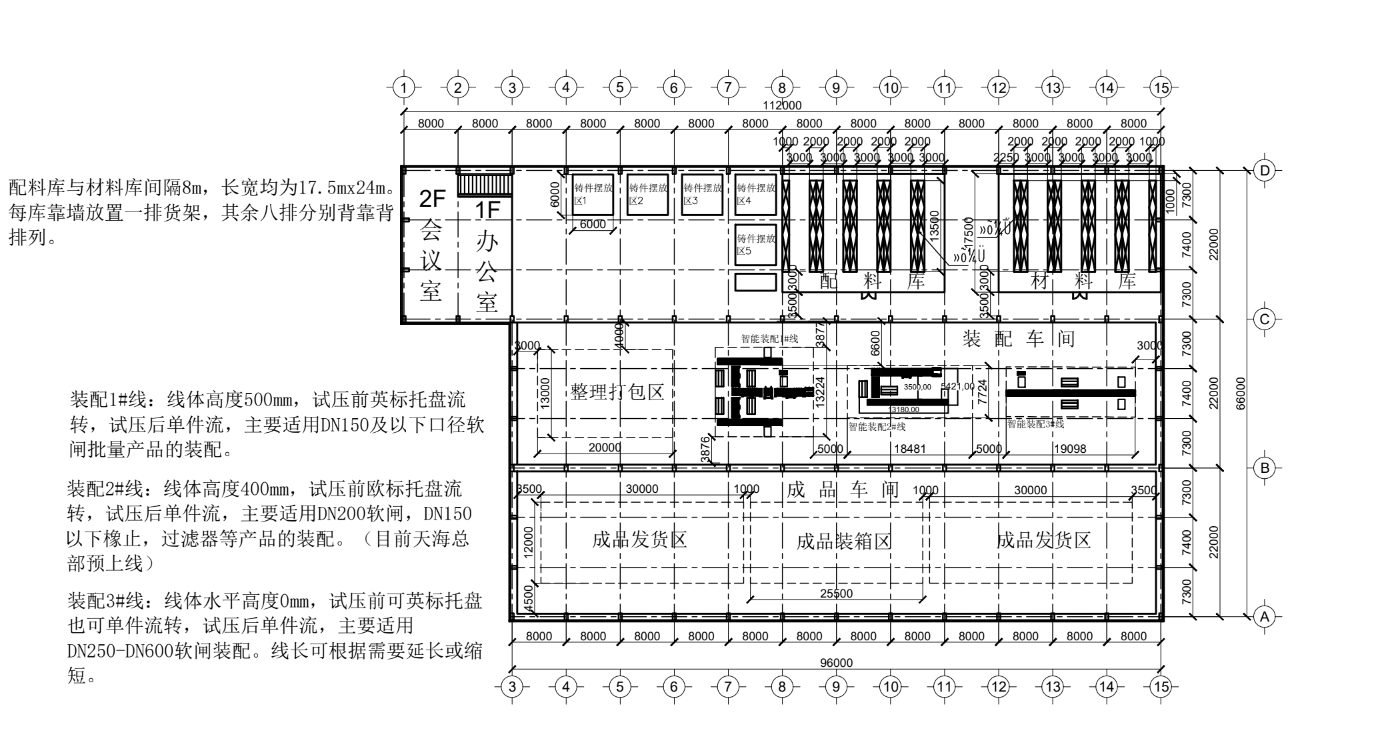 1 2 3 4 5 6 7 8 9 10 11 12 13 14 15
112000
8000 8000 8000 8000 8000 8000 8000 8000 8000 8000 8000 8000 8000 8000
1000 2000 2000 2000 2000 2000 2000 2000 2000 1000
3000 3000 3000 3000 3000 2250 3000 3000 3000 3000
D
配料库与材料库间隔8m，长宽均为17.5mx24m。
每库靠墙放置一排货架，其余八排分别背靠背
排列。
2F
会
议
室
1F
办
公
室
6000
6000
铸件摆放
区1
铸件摆放
区2
铸件摆放
区3
铸件摆放
区4
铸件摆放
区5
13500
17500
3000
3500
3000
3500
配 料 库
材 料 库
1000
7300
7400
7300
22000
C
4000
3877
6600
装 配 车 间
3000
3000
智能装配1#线
13000
整理打包区
20000
13224
3876
5000
3500,00
5421,00
13180,00
7724
智能装配2#线
18481
5000
智能装配3#线
19098
7300
7400
7300
22000
66000
B
装配1#线：线体高度500mm，试压前英标托盘流
转，试压后单件流，主要适用DN150及以下口径软
闸批量产品的装配。
装配2#线：线体高度400mm，试压前欧标托盘流
转，试压后单件流，主要适用DN200软闸，DN150
以下橡止，过滤器等产品的装配。（目前天海总
部预上线）
装配3#线：线体水平高度0mm，试压前可英标托盘
也可单件流转，试压后单件流，主要适用
DN250-DN600软闸装配。线长可根据需要延长或缩
短。
3500 30000 1000 成 品 车 间 1000 30000 3500
12000
成品发货区
成品装箱区
成品发货区
4500
25500
7300
7400
7300
22000
A
8000 8000 8000 8000 8000 8000 8000 8000 8000 8000 8000 8000
96000
3 4 5 6 7 8 9 10 11 12 13 14 15